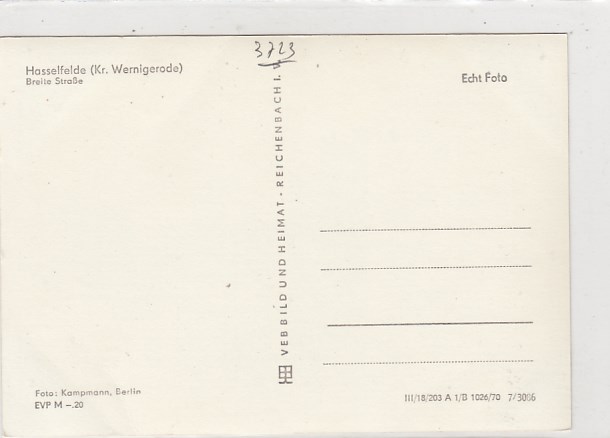 3723
Hasselfelde (Kr. Wernigerode)
Breite Straße
Echt Foto
VEB BILD UND HEIMAT · REICHENBACH I. V.
Foto: Kampmann, Berlin
EVP M –.20
III/18/203 A 1/B 1026/70 7/3086